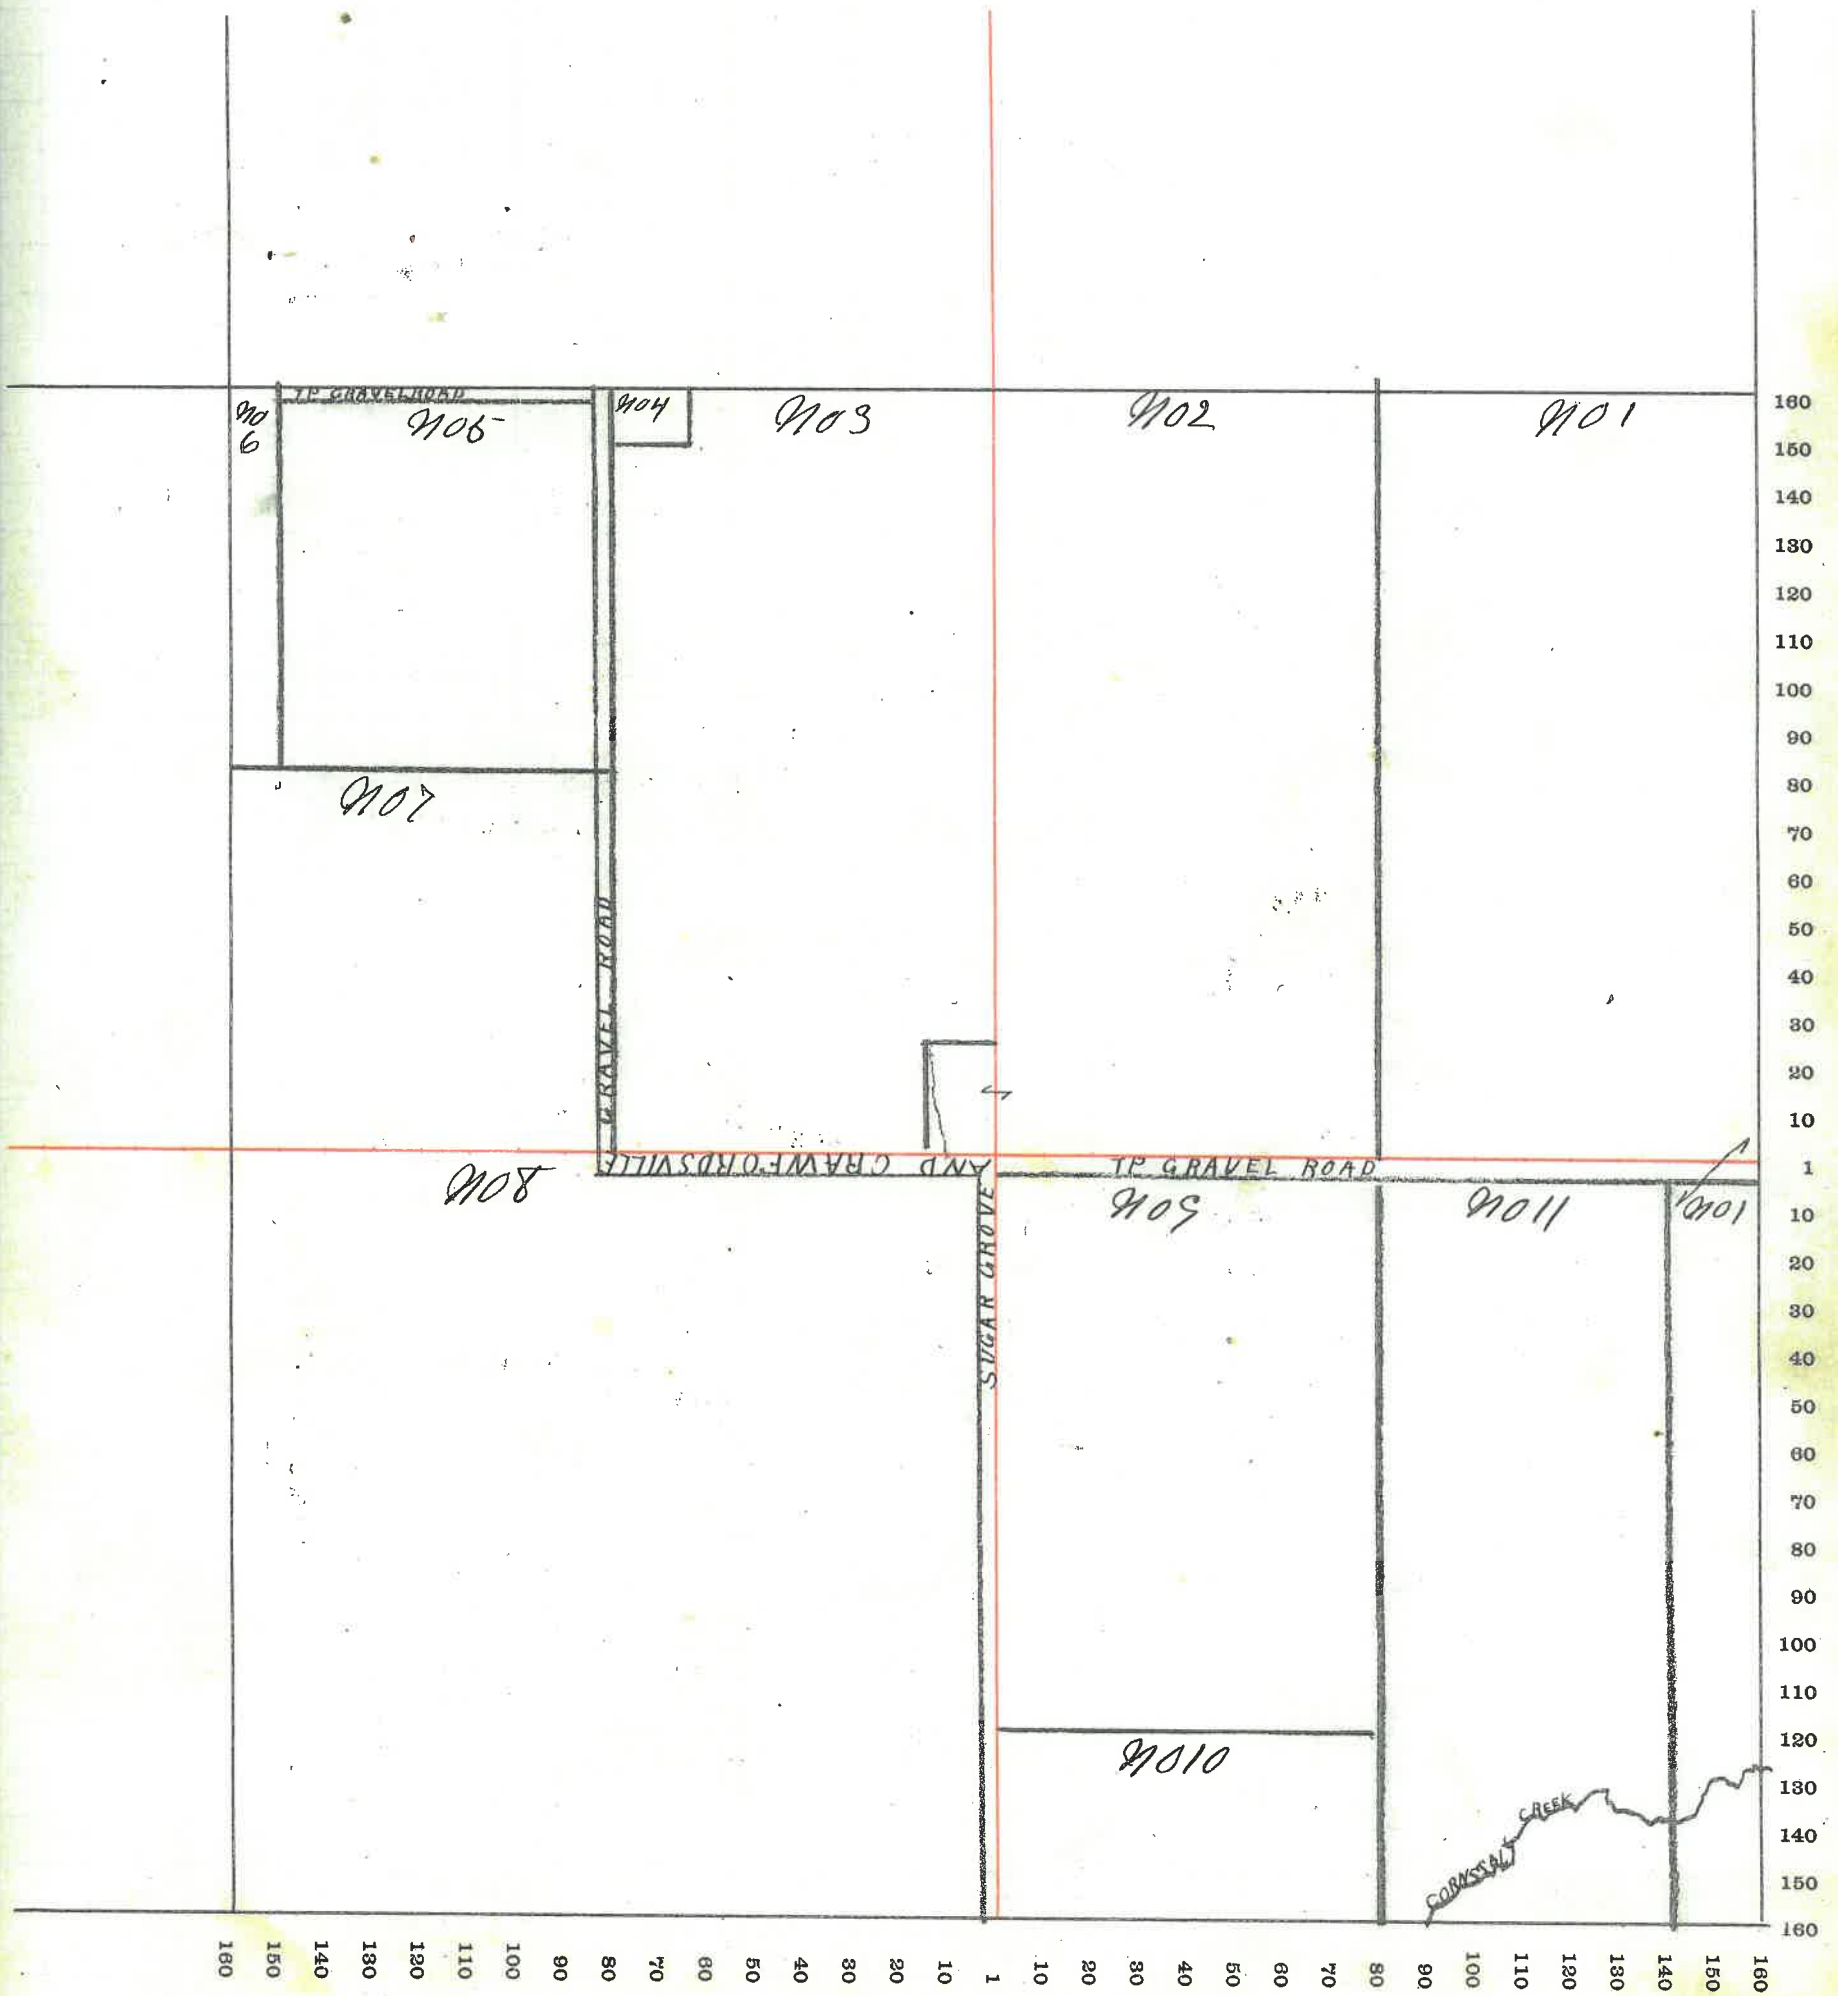 TP GRAVEL ROAD
No 6
No 5
No 4
No 3
No 2
No 1
No 7
GRAVEL ROAD
No 8
AND CRAWFORDSVILLE
SUGAR GROVE
TP GRAVEL ROAD
No 9
No 11
No 1
No 10
CORNSSALT CREEK
160
150
140
130
120
110
100
90
80
70
60
50
40
30
20
10
1
10
20
30
40
50
60
70
80
90
100
110
120
130
140
150
160
160 150 140 130 120 110 100 90 80 70 60 50 40 30 20 10 1 10 20 30 40 50 60 70 80 90 100 110 120 130 140 150 160